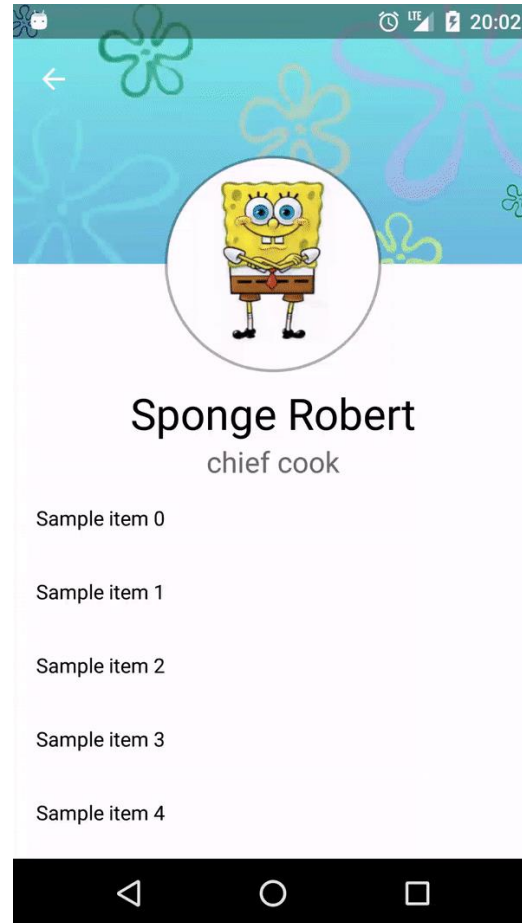 LTE 20:02
Sponge Robert
chief cook
Sample item 0
Sample item 1
Sample item 2
Sample item 3
Sample item 4